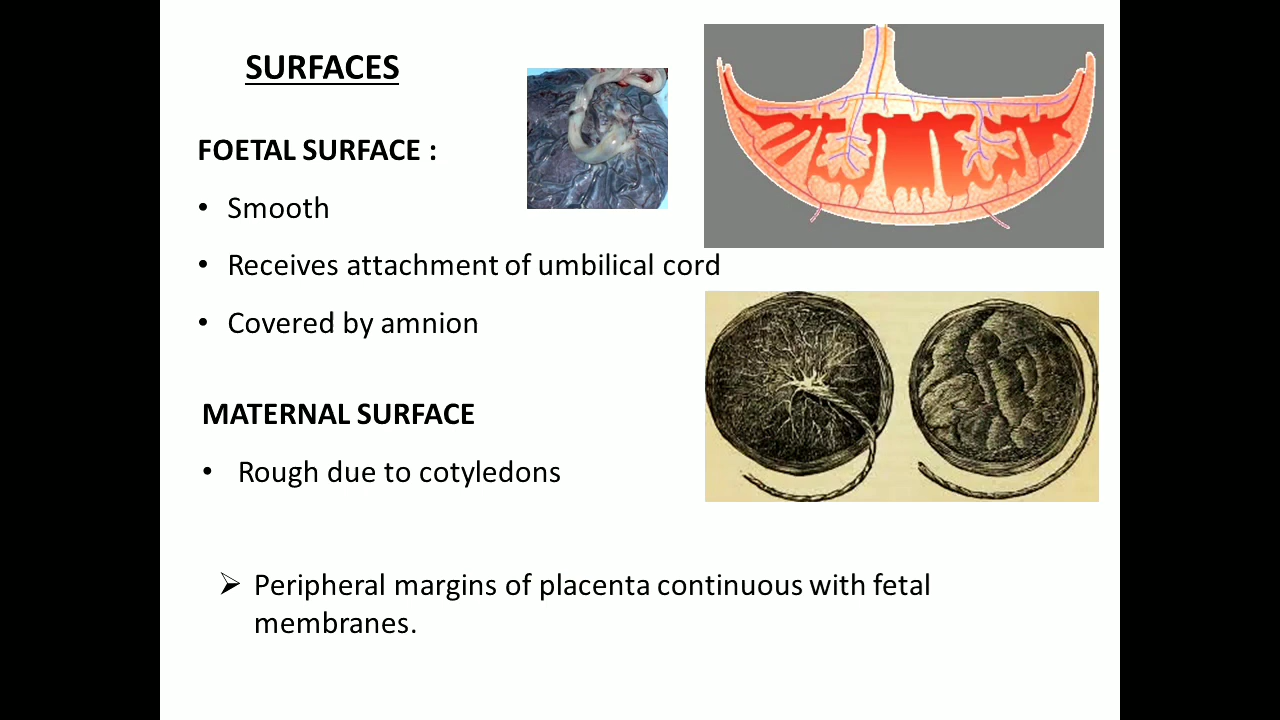 SURFACES
FOETAL SURFACE :
• Smooth
• Receives attachment of umbilical cord
• Covered by amnion
MATERNAL SURFACE
• Rough due to cotyledons
➢ Peripheral margins of placenta continuous with fetal
membranes.